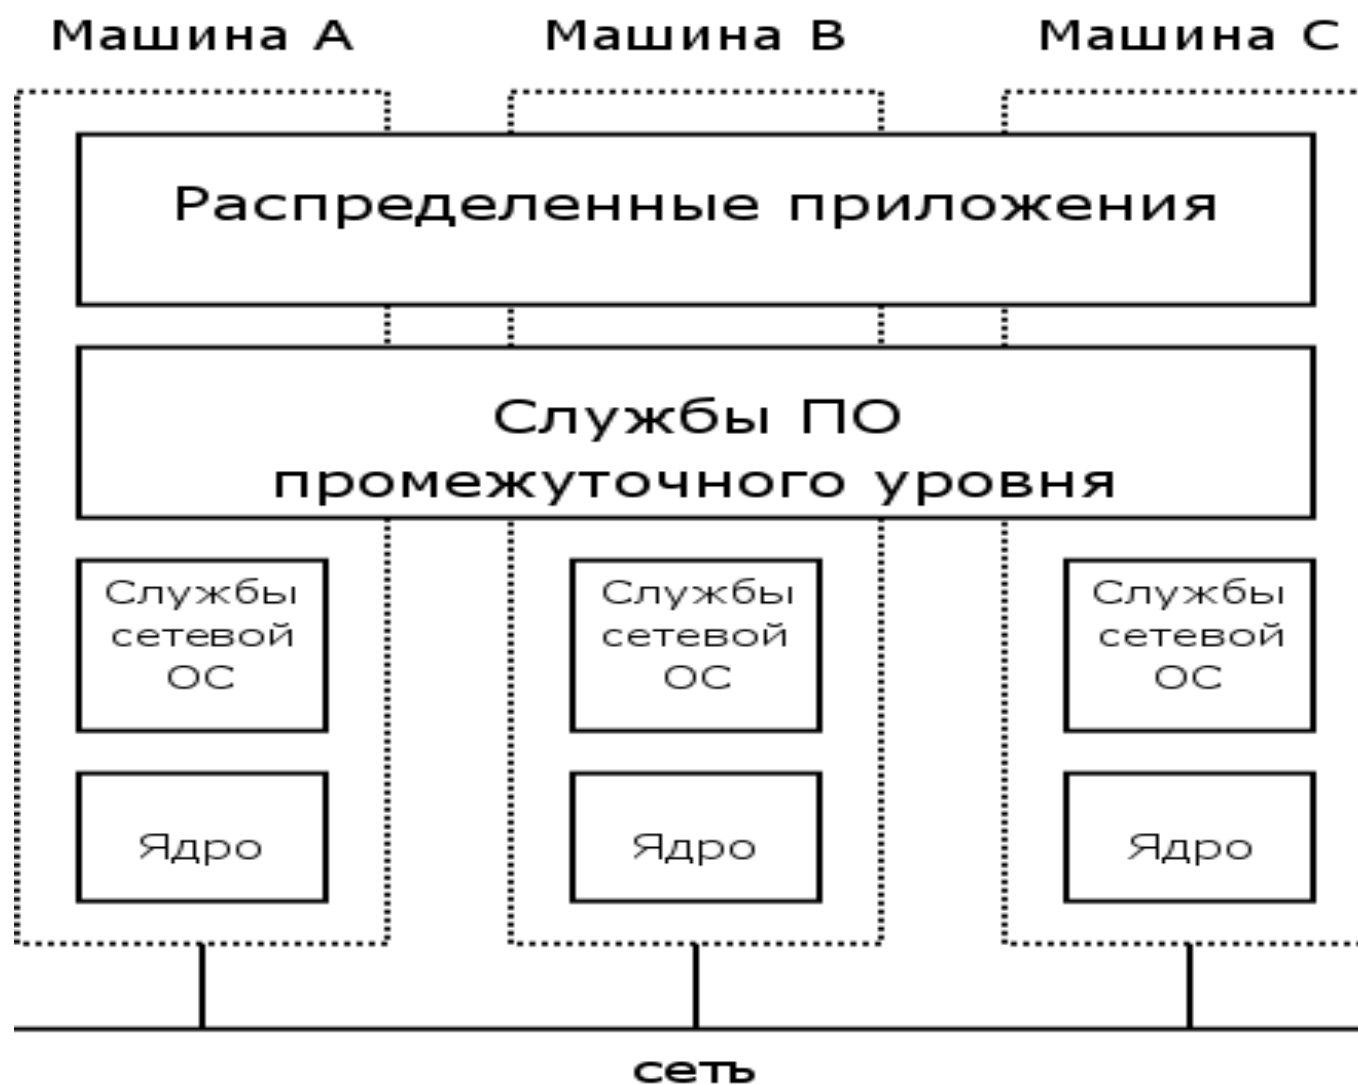 Машина A
Машина B
Машина C
Распределенные приложения
Службы ПО
промежуточного уровня
Службы
сетевой
ОС
Службы
сетевой
ОС
Службы
сетевой
ОС
Ядро
Ядро
Ядро
сеть